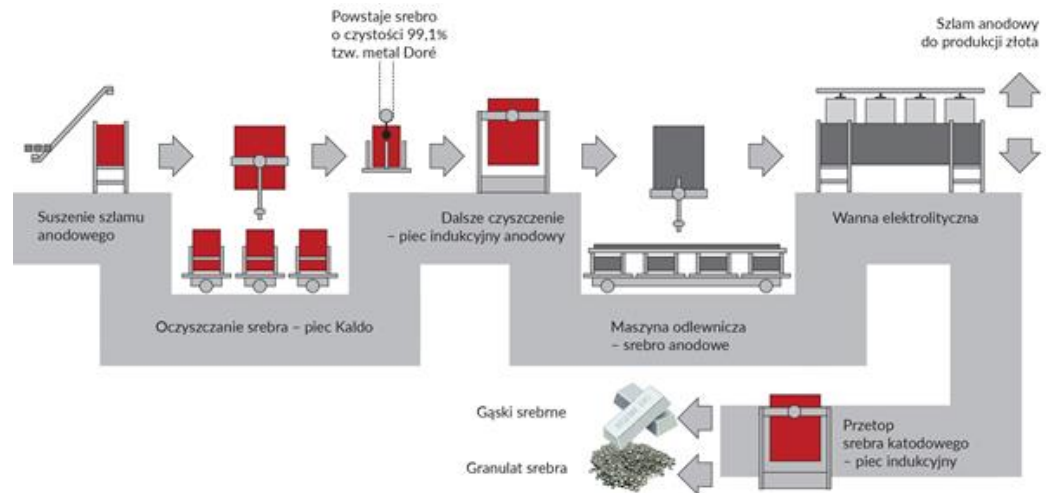 Powstaje srebro
o czystości 99,1%
tzw. metal Doré
Szlam anodowy
do produkcji złota
Suszenie szlamu
anodowego
Dalsze czyszczenie
– piec indukcyjny anodowy
Wanna elektrolityczna
Oczyszczanie srebra – piec Kaldo
Maszyna odlewnicza
– srebro anodowe
Gąski srebrne
Granulat srebra
Przetop
srebra katodowego
– piec indukcyjny